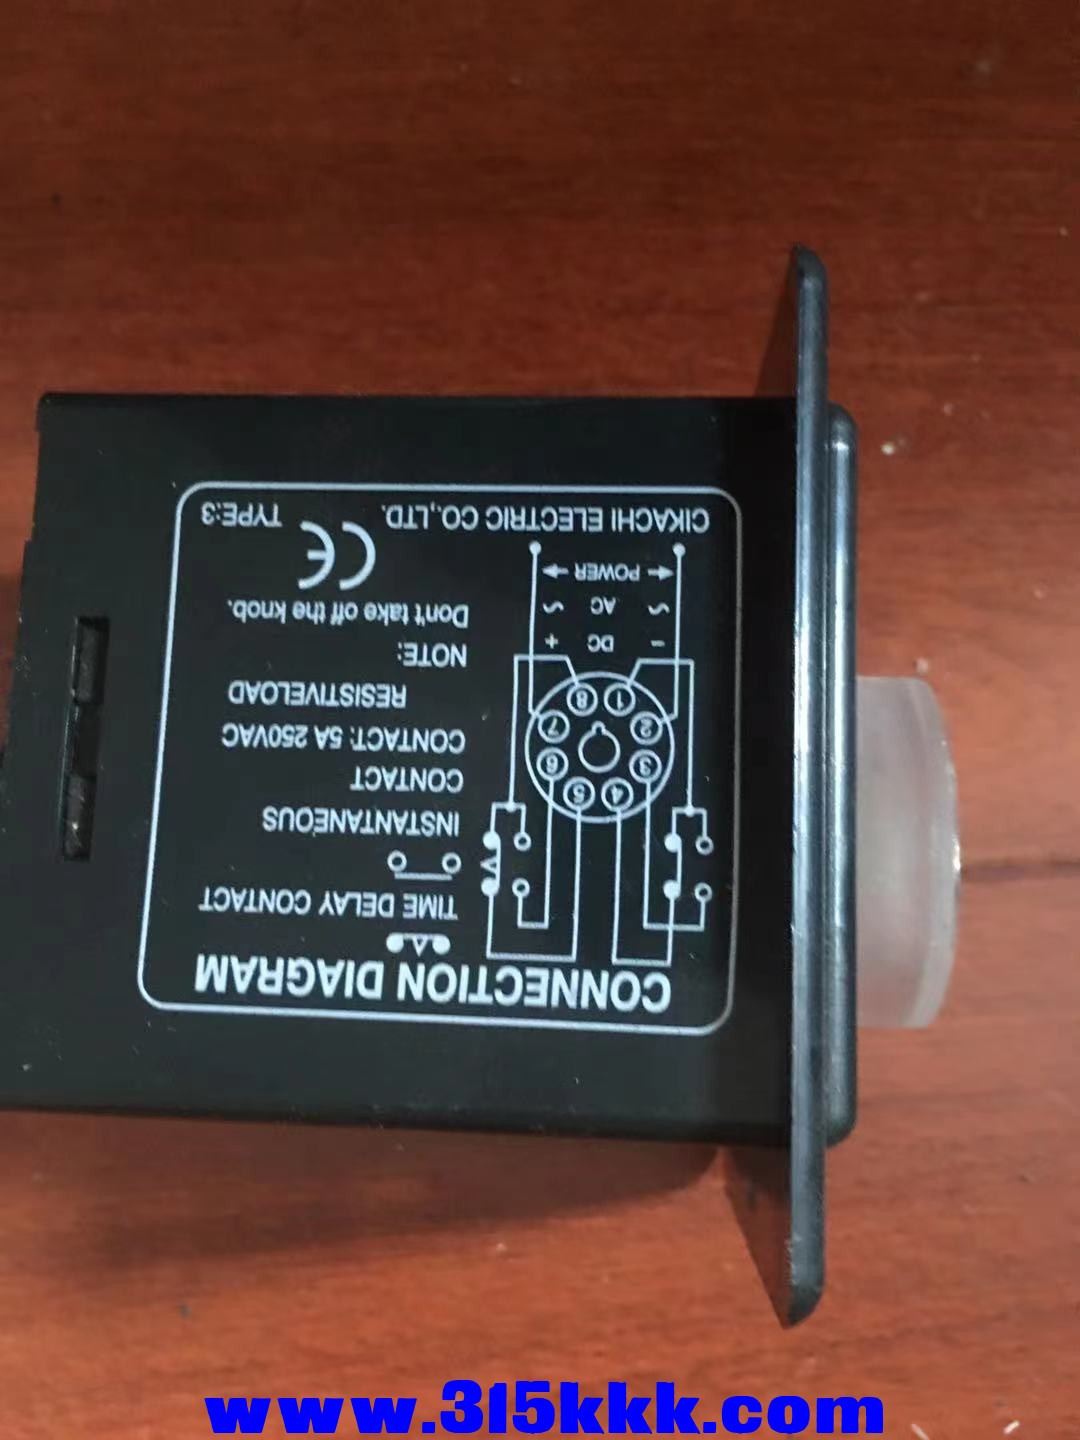 CONNECTION DIAGRAM
TIME DELAY CONTACT
INSTANTANEOUS
CONTACT
CONTACT: 5A 250VAC
RESISTIVELOAD
NOTE:
Don't take off the knob.
CE
4 5
3 6
2 7
1 8
- DC +
~ AC ~
POWER
CIKACHI ELECTRIC CO.,LTD. TYPE:3
www.315kkk.com